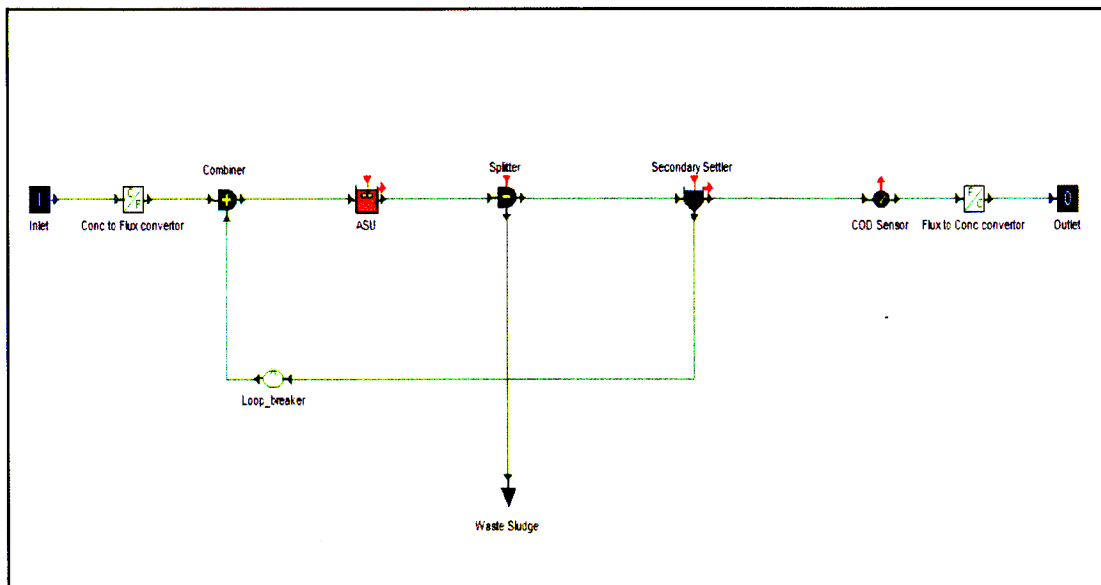 Combiner
Splitter
Secondary Settler
Inlet
Conc to Flux convertor
ASU
COD Sensor
Flux to Conc convertor
Outlet
Loop_breaker
Waste Sludge